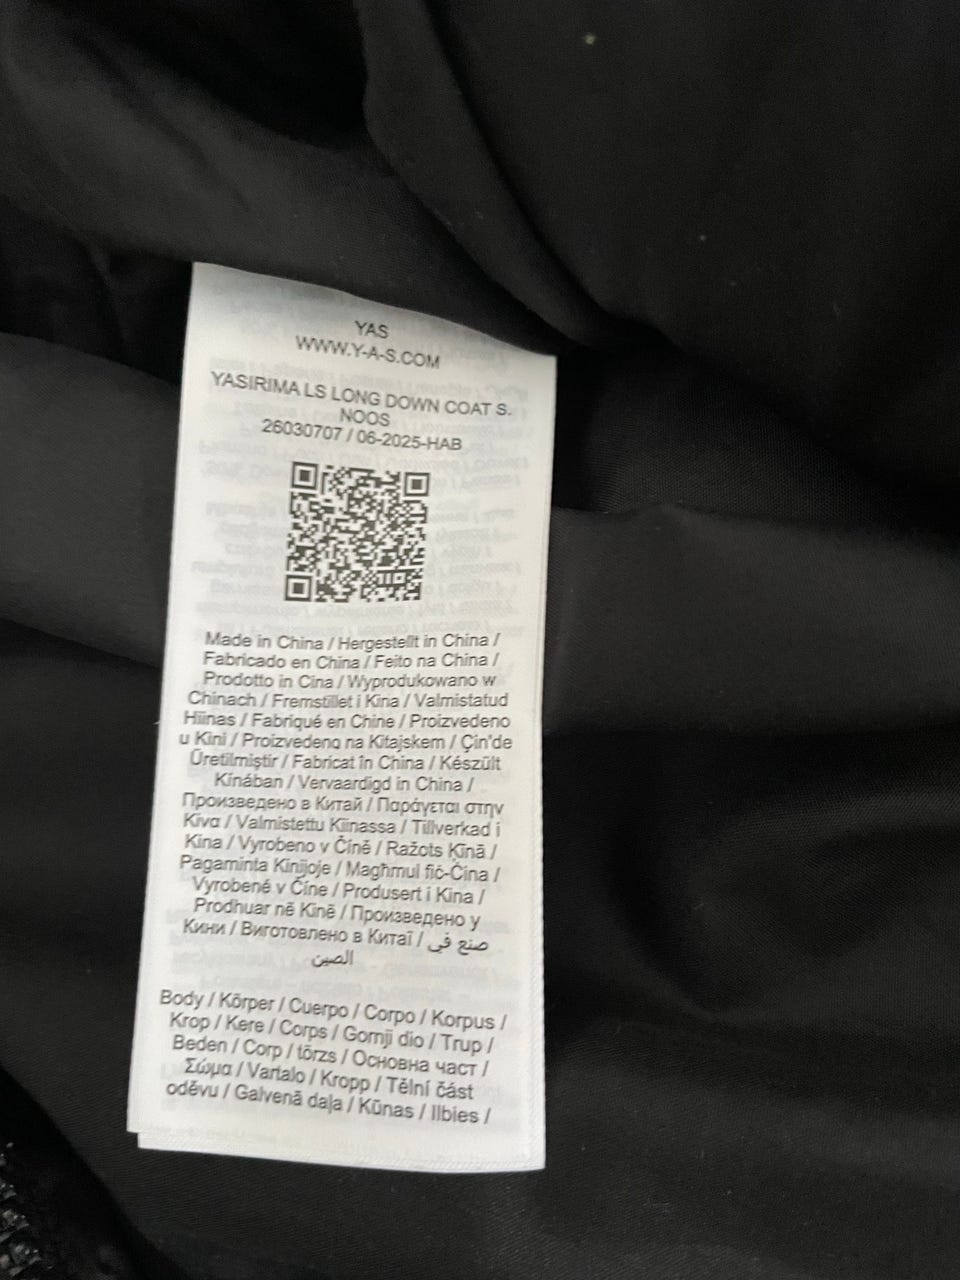 YAS
WWW.Y-A-S.COM
YASIRIMA LS LONG DOWN COAT S.
NOOS
26030707 / 06-2025-HAB
Made in China / Hergestellt in China /
Fabricado en China / Feito na China /
Prodotto in Cina / Wyprodukowano w
Chinach / Fremstillet i Kina / Valmistatud
Hiinas / Fabriqué en Chine / Proizvedeno
u Kini / Proizvedeno na Kitajskem / Çin'de
Üretilmiştir / Fabricat în China / Készült
Kínában / Vervaardigd in China /
Произведено в Китай / Παράγεται στην
Κίνα / Valmistettu Kiinassa / Tillverkad i
Kina / Vyrobeno v Číně / Ražots Ķīnā /
Pagaminta Kinijoje / Magħmul fiċ-Ċina /
Vyrobené v Číne / Produsert i Kina /
Prodhuar në Kinë / Произведено у
Кини / Виготовлено в Китаї / صنع في
الصين
Body / Körper / Cuerpo / Corpo / Korpus /
Krop / Kere / Corps / Gornji dio / Trup /
Beden / Corp / törzs / Основна част /
Σώμα / Vartalo / Kropp / Tělní část
oděvu / Galvenā daļa / Kūnas / Ilbies /